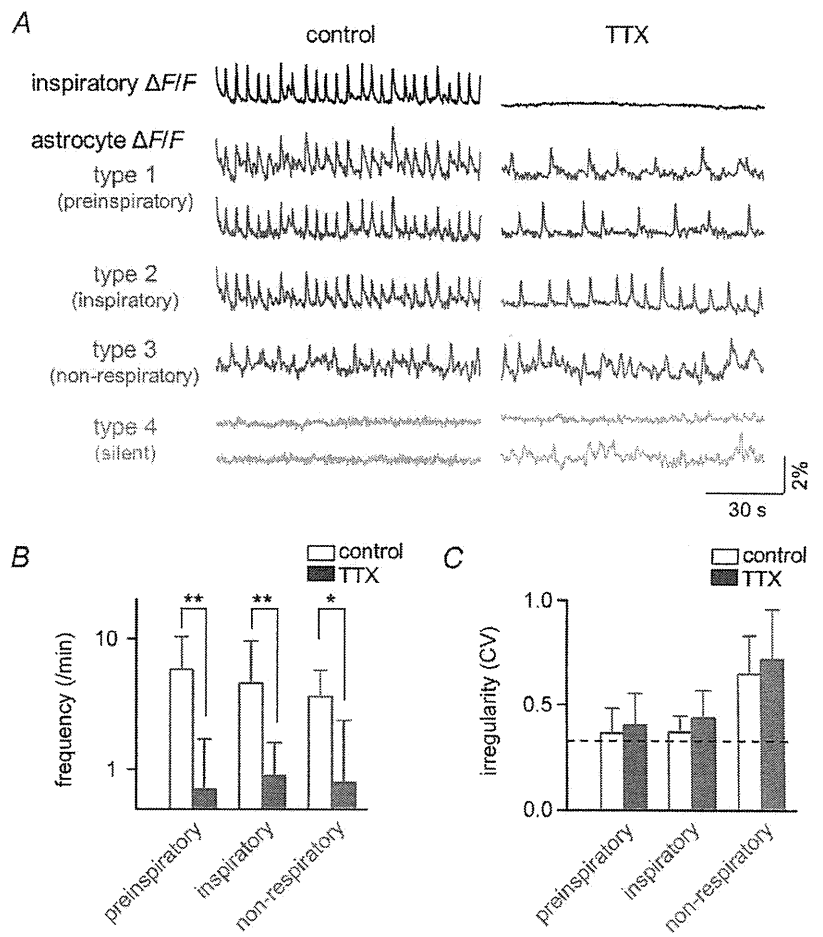 A
control
TTX
inspiratory ΔF/F
astrocyte ΔF/F
type 1
(preinspiratory)
type 2
(inspiratory)
type 3
(non-respiratory)
type 4
(silent)
2%
30 s
B
control
TTX
** ** *
10
1
frequency (/min)
preinspiratory
inspiratory
non-respiratory
C
control
TTX
1.0
0.5
0.0
irregularity (CV)
preinspiratory
inspiratory
non-respiratory